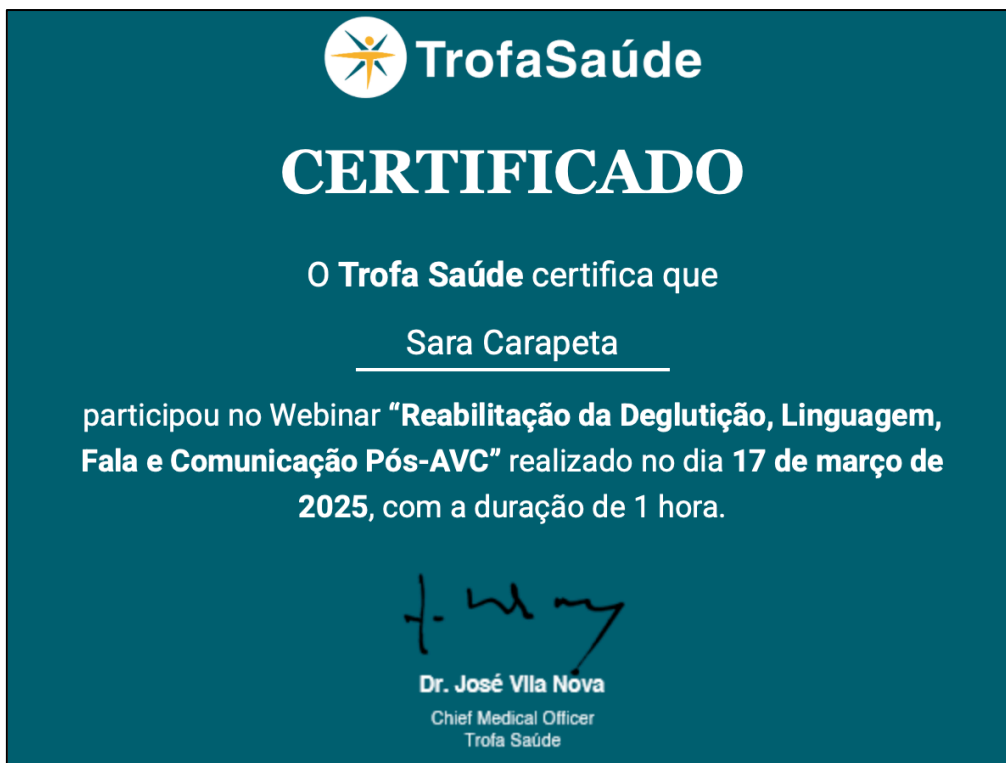 TrofaSaúde
CERTIFICADO
O Trofa Saúde certifica que
Sara Carapeta
participou no Webinar “Reabilitação da Deglutição, Linguagem,
Fala e Comunicação Pós-AVC” realizado no dia 17 de março de
2025, com a duração de 1 hora.
Dr. José VIla Nova
Chief Medical Officer
Trofa Saúde